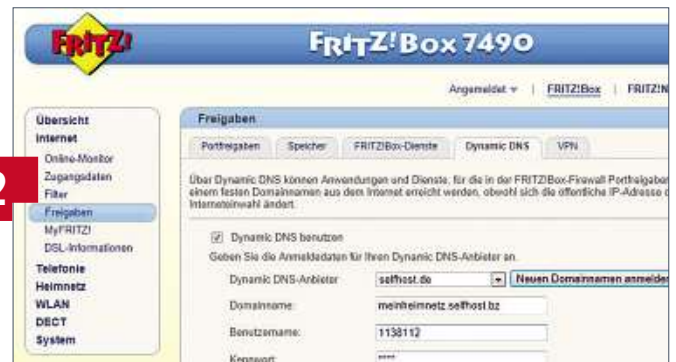 FRITZ!
FRITZ!Box 7490
Angemeldet | FRITZ!Box | FRITZ!N
Übersicht
Internet
Online-Monitor
Zugangsdaten
Filter
Freigaben
MyFRITZ!
DSL-Informationen
Telefonie
Heimnetz
WLAN
DECT
System
2
Freigaben
Portfreigaben Speicher FRITZ!Box-Dienste Dynamic DNS VPN
Über Dynamic DNS können Anwendungen und Dienste, für die in der FRITZ!Box-Firewall Portfreigaben
einem festen Domainnamen aus dem Internet erreicht werden, obwohl sich die öffentliche IP-Adresse d
Interneteinwahl ändert.
Dynamic DNS benutzen
Geben Sie die Anmeldedaten für Ihren Dynamic DNS-Anbieter an.
Dynamic DNS-Anbieter selfhost.de Neuen Domainnamen anmelden
Domainname: meinheimnetz.selfhost.bz
Benutzername: 1138112
Kennwort: ****